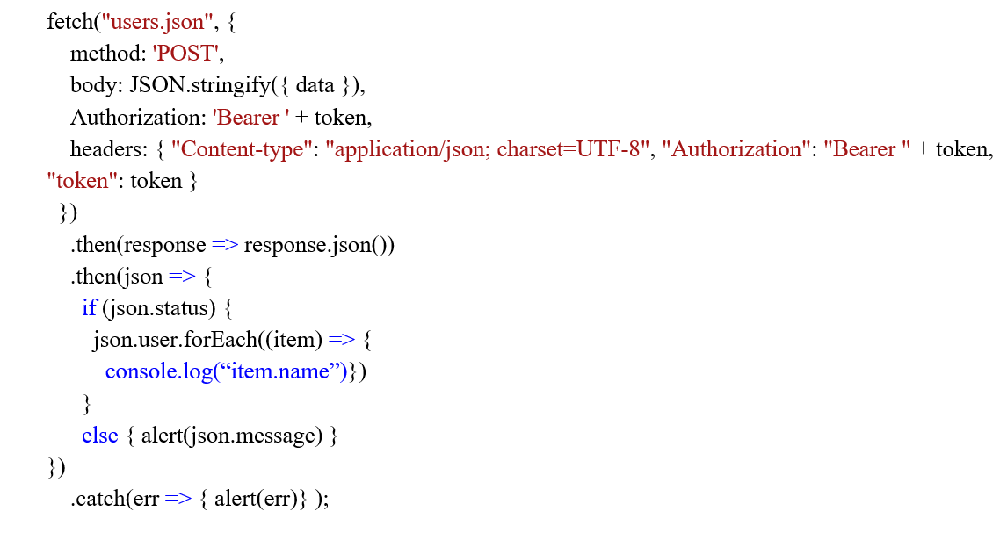 fetch("users.json", {
method: 'POST',
body: JSON.stringify({ data }),
Authorization: 'Bearer ' + token,
headers: { "Content-type": "application/json; charset=UTF-8", "Authorization": "Bearer " + token,
"token": token }
})
.then(response => response.json())
.then(json => {
if (json.status) {
json.user.forEach((item) => {
console.log(“item.name”)})
}
else { alert(json.message) }
})
.catch(err => { alert(err)} );